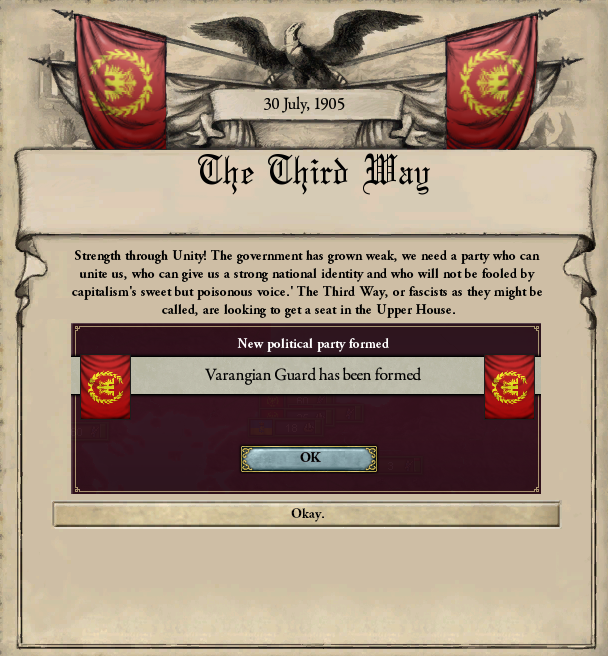 30 July, 1905
The Third Way
Strength through Unity! The government has grown weak, we need a party who can
unite us, who can give us a strong national identity and who will not be fooled by
capitalism's sweet but poisonous voice.' The Third Way, or fascists as they might be
called, are looking to get a seat in the Upper House.
New political party formed
Varangian Guard has been formed
OK
Okay.